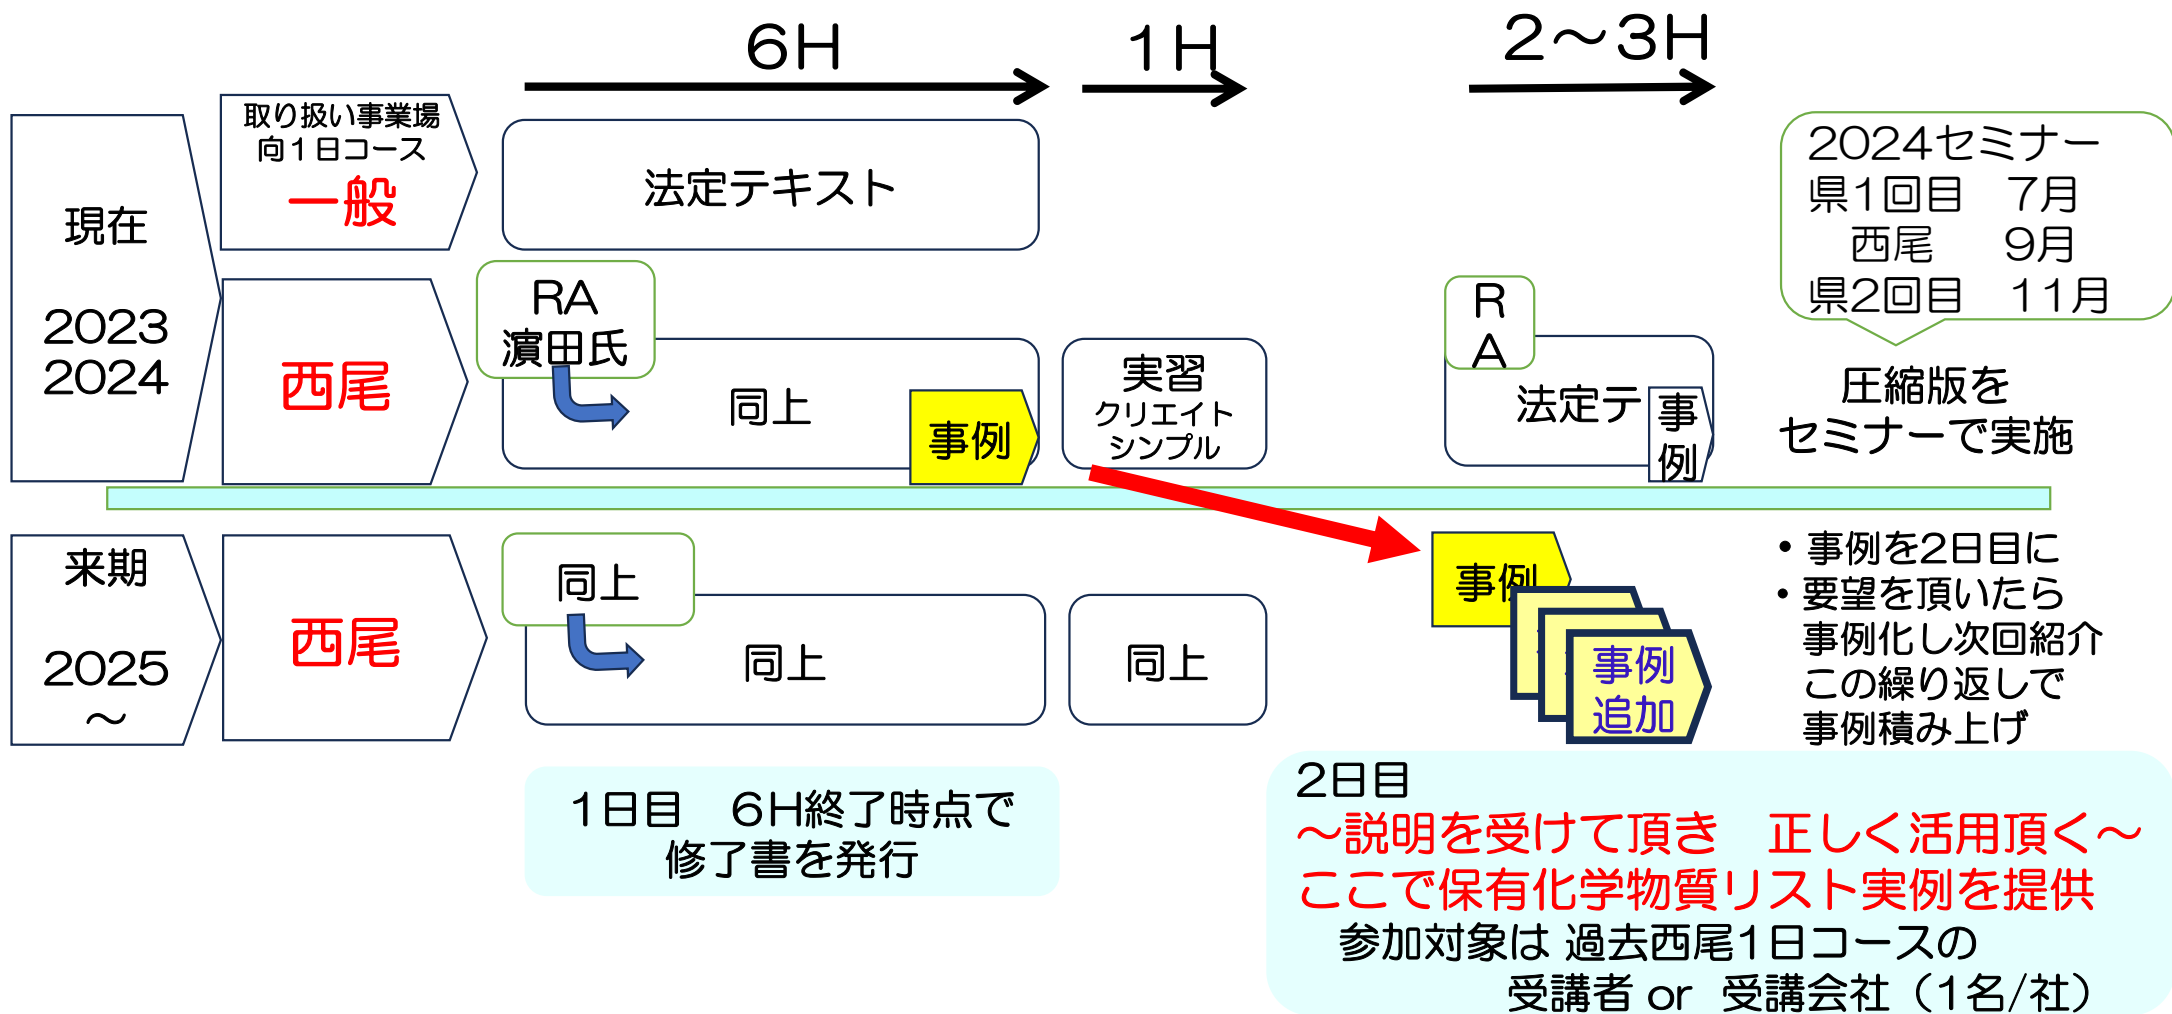 ６Ｈ
１Ｈ
２～３Ｈ
取り扱い事業場
向１日コース
一般
法定テキスト
現在
2023
2024
西尾
RA
濵田氏
同上
事例
実習
クリエイト
シンプル
R
A
法定テ
事
例
2024セミナー
県1回目　７月
西尾　９月
県2回目　11月
圧縮版を
セミナーで実施
来期
2025
～
西尾
同上
同上
同上
事例
事例
追加
・事例を2日目に
・要望を頂いたら
事例化し次回紹介
この繰り返しで
事例積み上げ
１日目　６Ｈ終了時点で
修了書を発行
２日目
～説明を受けて頂き　正しく活用頂く～
ここで保有化学物質リスト実例を提供
参加対象は 過去西尾1日コースの
受講者 or 受講会社（1名/社）